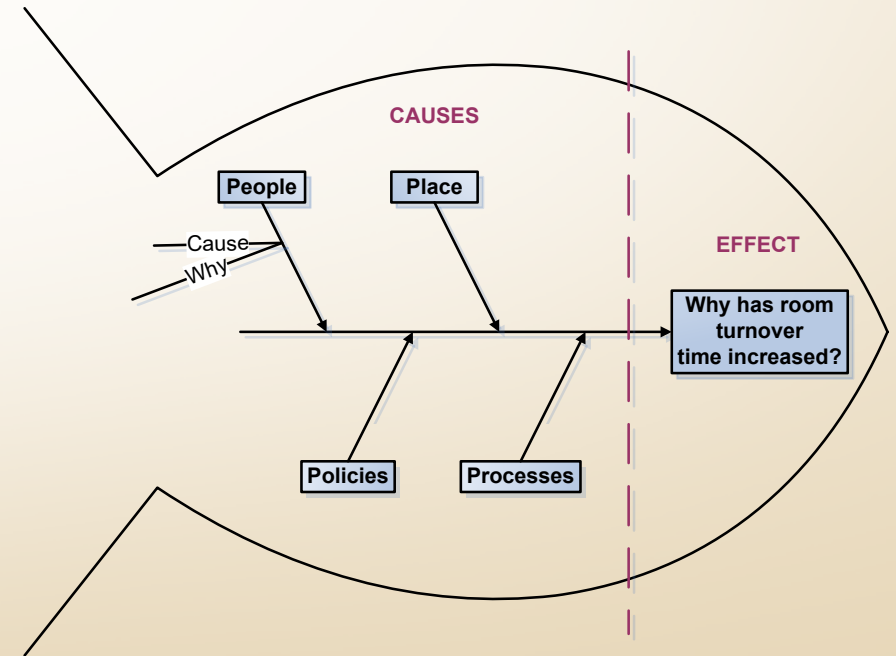 CAUSES
People
Place
Cause
Why
EFFECT
Why has room
turnover
time increased?
Policies
Processes